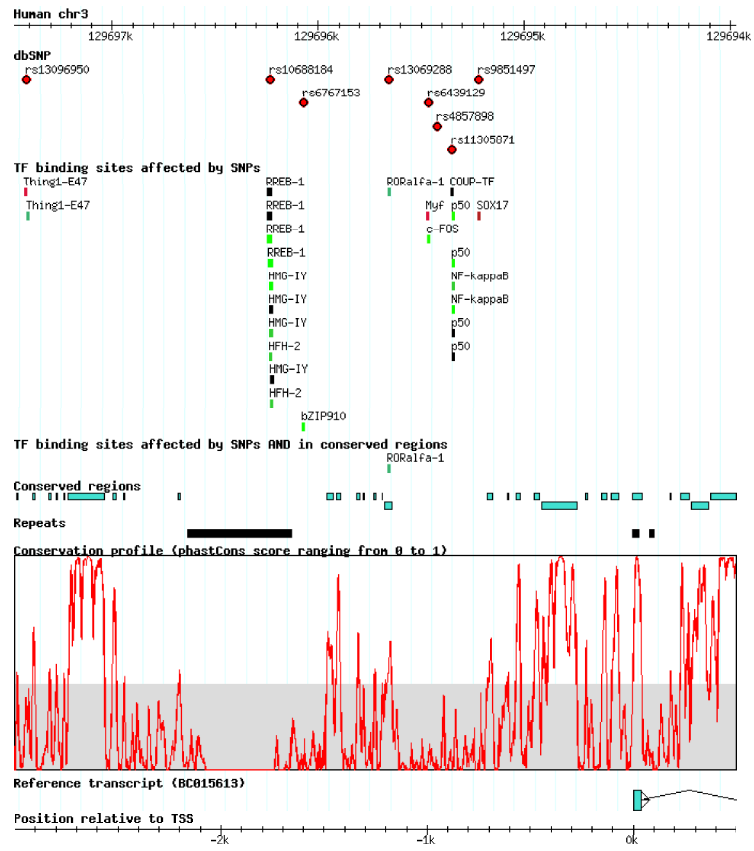 Human chr3
129697k 129696k 129695k 129694k
dbSNP
rs13096950 rs10688184 rs13069288 rs9851497
rs6767153 rs6439129
rs4857898
rs11305871
TF binding sites affected by SNPs
Thing1-E47 RREB-1 RORalfa-1 COUP-TF
Thing1-E47 RREB-1 Myf p50 SOX17
RREB-1 c-FOS
RREB-1 p50
HMG-IY NF-kappaB
HMG-IY NF-kappaB
HMG-IY p50
HFH-2 p50
HMG-IY
HFH-2
bZIP910
TF binding sites affected by SNPs AND in conserved regions
RORalfa-1
Conserved regions
Repeats
Conservation profile (phastCons score ranging from 0 to 1)
Reference transcript (BC015613)
Position relative to TSS
-2k -1k 0k